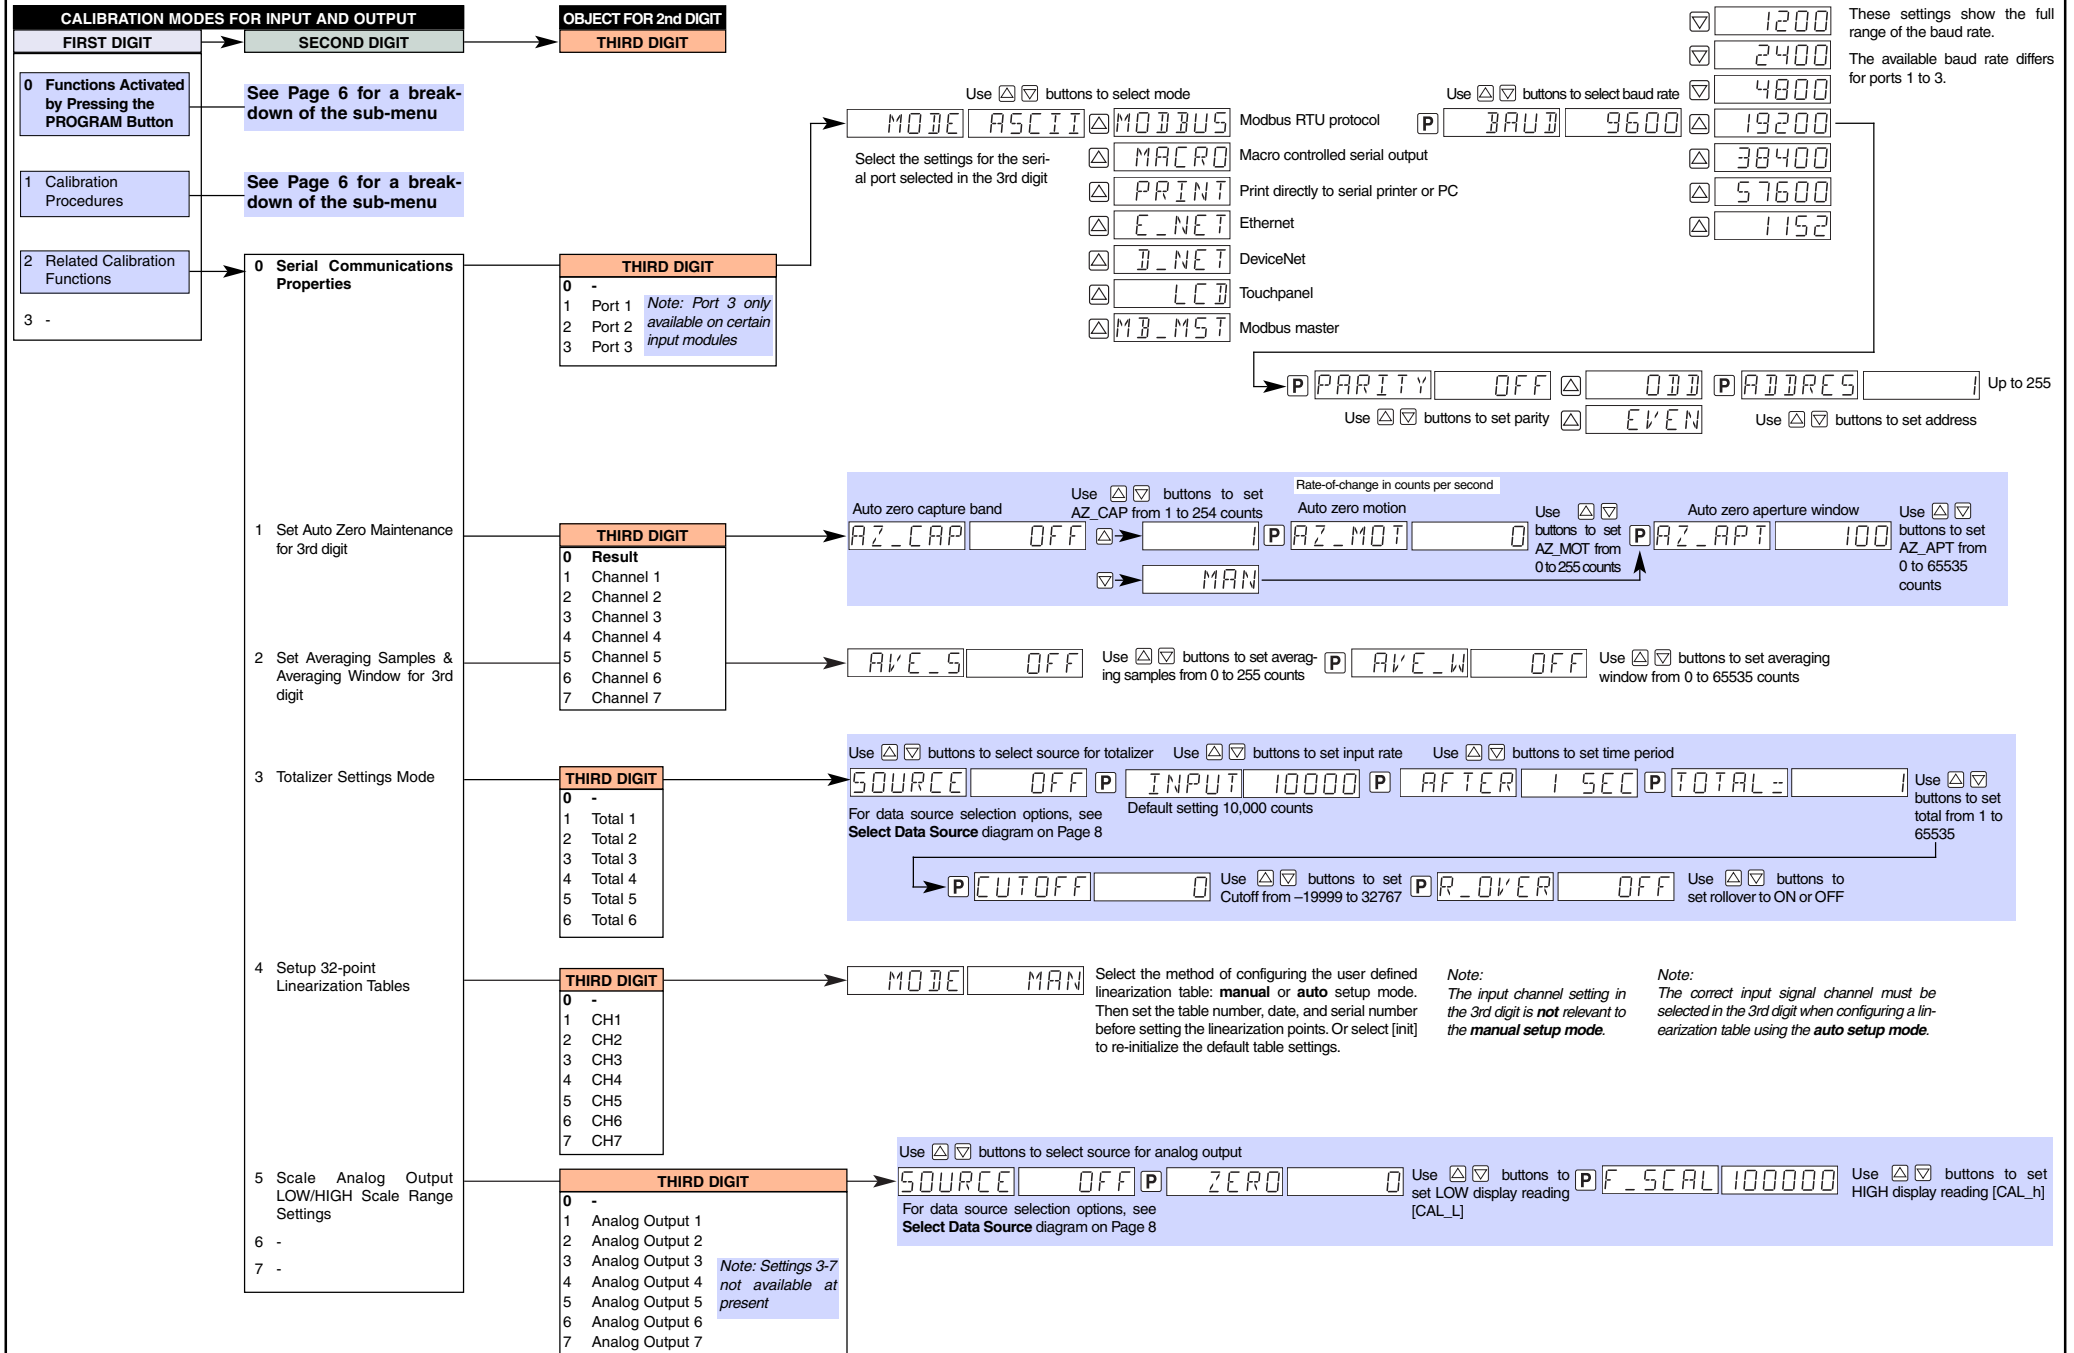 CALIBRATION MODES FOR INPUT AND OUTPUT
OBJECT FOR 2nd DIGIT
FIRST DIGIT
SECOND DIGIT
THIRD DIGIT
0 Functions Activated
by Pressing the
PROGRAM Button
See Page 6 for a break-
down of the sub-menu
1 Calibration
Procedures
See Page 6 for a break-
down of the sub-menu
2 Related Calibration
Functions
3 -
0 Serial Communications
Properties
THIRD DIGIT
0 -
1 Port 1
2 Port 2
3 Port 3
Note: Port 3 only
available on certain
input modules
Use buttons to select mode
MODE ASCII
Select the settings for the seri-
al port selected in the 3rd digit
MODBUS Modbus RTU protocol
MACRO Macro controlled serial output
PRINT Print directly to serial printer or PC
E_NET Ethernet
D_NET DeviceNet
LCD Touchpanel
MB_MST Modbus master
Use buttons to select baud rate
P BAUD 9600
1200
2400
4800
19200
38400
57600
1152
These settings show the full
range of the baud rate.
The available baud rate differs
for ports 1 to 3.
P PARITY OFF ODD P ADDRES 1 Up to 255
Use buttons to set parity EVEN Use buttons to set address
1 Set Auto Zero Maintenance
for 3rd digit
THIRD DIGIT
0 Result
1 Channel 1
2 Channel 2
3 Channel 3
4 Channel 4
5 Channel 5
6 Channel 6
7 Channel 7
Auto zero capture band
AZ_CAP OFF
Use buttons to set
AZ_CAP from 1 to 254 counts
1
MAN
Rate-of-change in counts per second
Auto zero motion
P AZ_MOT 0
Use
buttons to set
AZ_MOT from
0 to 255 counts
Auto zero aperture window
P AZ_APT 100
Use
buttons to set
AZ_APT from
0 to 65535
counts
2 Set Averaging Samples &
Averaging Window for 3rd
digit
AVE_S OFF
Use buttons to set averag-
ing samples from 0 to 255 counts
P AVE_W OFF
Use buttons to set averaging
window from 0 to 65535 counts
3 Totalizer Settings Mode
THIRD DIGIT
0 -
1 Total 1
2 Total 2
3 Total 3
4 Total 4
5 Total 5
6 Total 6
Use buttons to select source for totalizer
Use buttons to set input rate
Use buttons to set time period
SOURCE OFF P INPUT 10000 P AFTER 1 SEC P TOTAL= 1
For data source selection options, see
Select Data Source diagram on Page 8
Default setting 10,000 counts
Use
buttons to set
total from 1 to
65535
P CUTOFF 0
Use buttons to set
Cutoff from –19999 to 32767
P R_OVER OFF
Use buttons to
set rollover to ON or OFF
4 Setup 32-point
Linearization Tables
THIRD DIGIT
0 -
1 CH1
2 CH2
3 CH3
4 CH4
5 CH5
6 CH6
7 CH7
MODE MAN
Select the method of configuring the user defined
linearization table: manual or auto setup mode.
Then set the table number, date, and serial number
before setting the linearization points. Or select [init]
to re-initialize the default table settings.
Note:
The input channel setting in
the 3rd digit is not relevant to
the manual setup mode.
Note:
The correct input signal channel must be
selected in the 3rd digit when configuring a lin-
earization table using the auto setup mode.
5 Scale Analog Output
LOW/HIGH Scale Range
Settings
6 -
7 -
THIRD DIGIT
0 -
1 Analog Output 1
2 Analog Output 2
3 Analog Output 3
4 Analog Output 4
5 Analog Output 5
6 Analog Output 6
7 Analog Output 7
Note: Settings 3-7
not available at
present
Use buttons to select source for analog output
SOURCE OFF P ZERO 0
For data source selection options, see
Select Data Source diagram on Page 8
Use buttons to
set LOW display reading
[CAL_L]
P F_SCAL 100000
Use buttons to set
HIGH display reading [CAL_h]